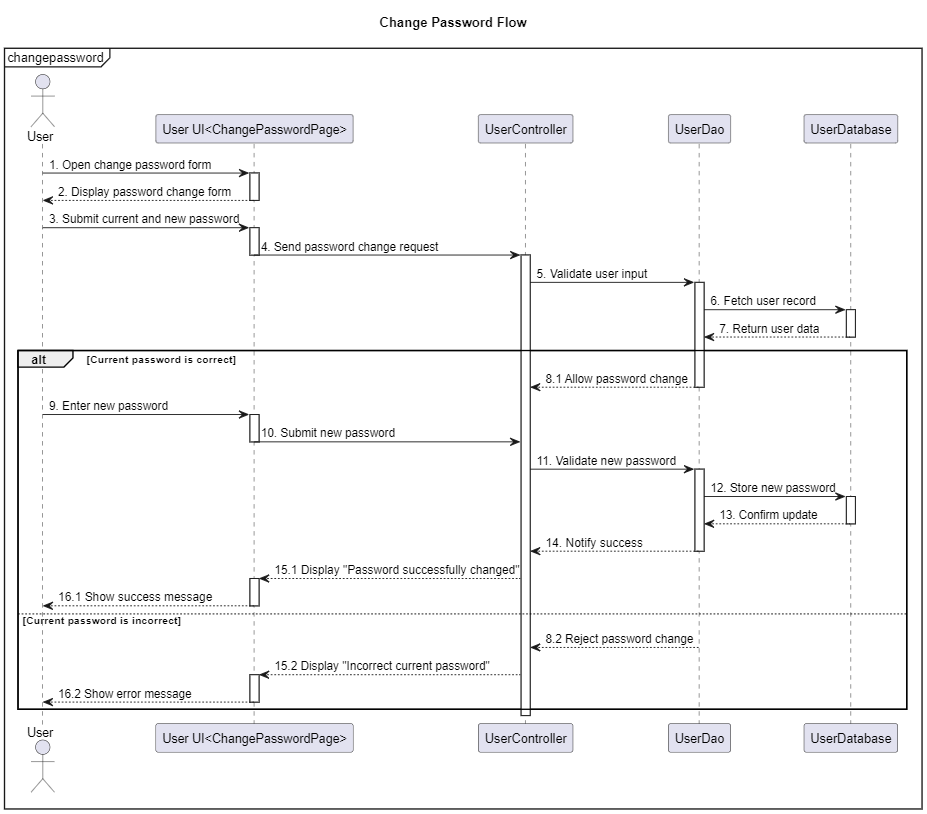 Change Password Flow
changepassword
User
User UI<ChangePasswordPage>
UserController
UserDao
UserDatabase
1. Open change password form
2. Display password change form
3. Submit current and new password
4. Send password change request
5. Validate user input
6. Fetch user record
7. Return user data
alt
[Current password is correct]
8.1 Allow password change
9. Enter new password
10. Submit new password
11. Validate new password
12. Store new password
13. Confirm update
14. Notify success
15.1 Display "Password successfully changed"
16.1 Show success message
[Current password is incorrect]
8.2 Reject password change
15.2 Display "Incorrect current password"
16.2 Show error message
User
User UI<ChangePasswordPage>
UserController
UserDao
UserDatabase